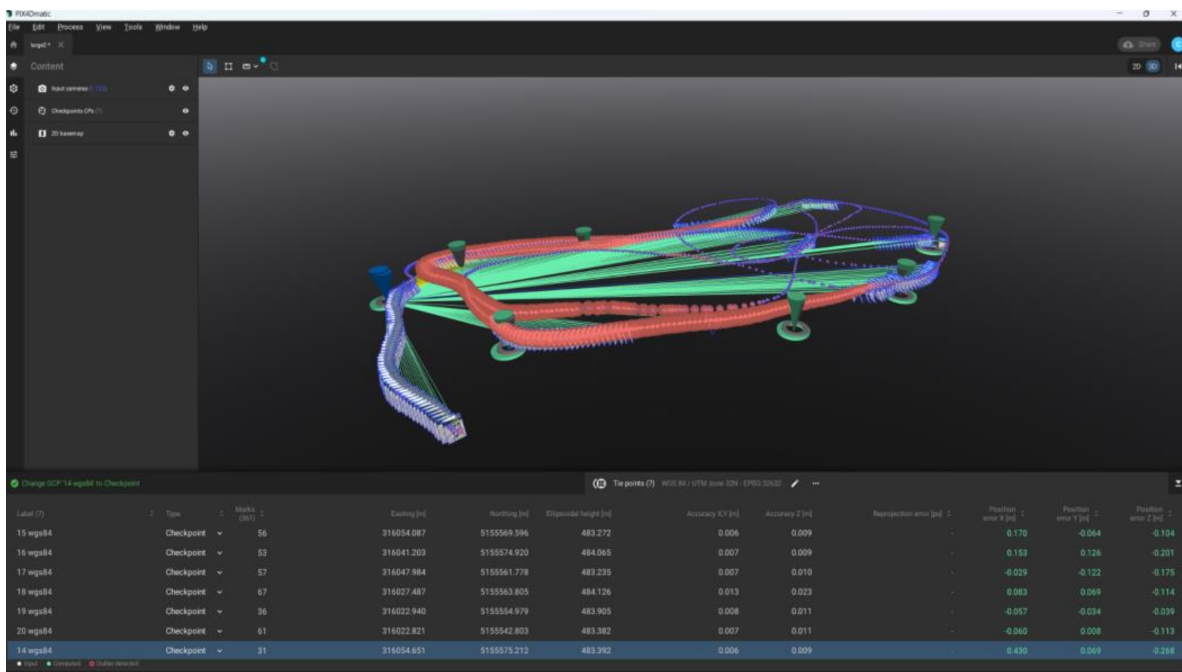 PIX4Dmatic
File Edit Process View Tools Window Help
large0 *
Share
Content
2D 3D
Input cameras
Checkpoints CPs (7)
2D basemap
Change GCP '14 wgs84' to Checkpoint
Tie points (7) WGS 84 / UTM zone 32N - EPSG:32632
Label (7) Type Marks (361) Easting [m] Northing [m] Ellipsoidal height [m] Accuracy X,Y [m] Accuracy Z [m] Reprojection error [px] Position error X [m] Position error Y [m] Position error Z [m]
15 wgs84 Checkpoint 56 316054.087 5155569.596 483.272 0.006 0.009 - 0.170 -0.064 -0.104
16 wgs84 Checkpoint 53 316041.203 5155574.920 484.065 0.007 0.009 - 0.153 0.126 -0.201
17 wgs84 Checkpoint 57 316047.984 5155561.778 483.235 0.007 0.010 - -0.029 -0.122 -0.175
18 wgs84 Checkpoint 67 316027.487 5155563.805 484.126 0.013 0.023 - 0.083 0.069 -0.114
19 wgs84 Checkpoint 36 316022.940 5155554.979 483.905 0.008 0.011 - -0.057 -0.034 -0.039
20 wgs84 Checkpoint 61 316022.821 5155542.803 483.382 0.007 0.011 - -0.060 0.008 -0.113
14 wgs84 Checkpoint 31 316054.651 5155575.212 483.392 0.006 0.009 - 0.430 0.069 -0.268
Input Computed Outlier detected